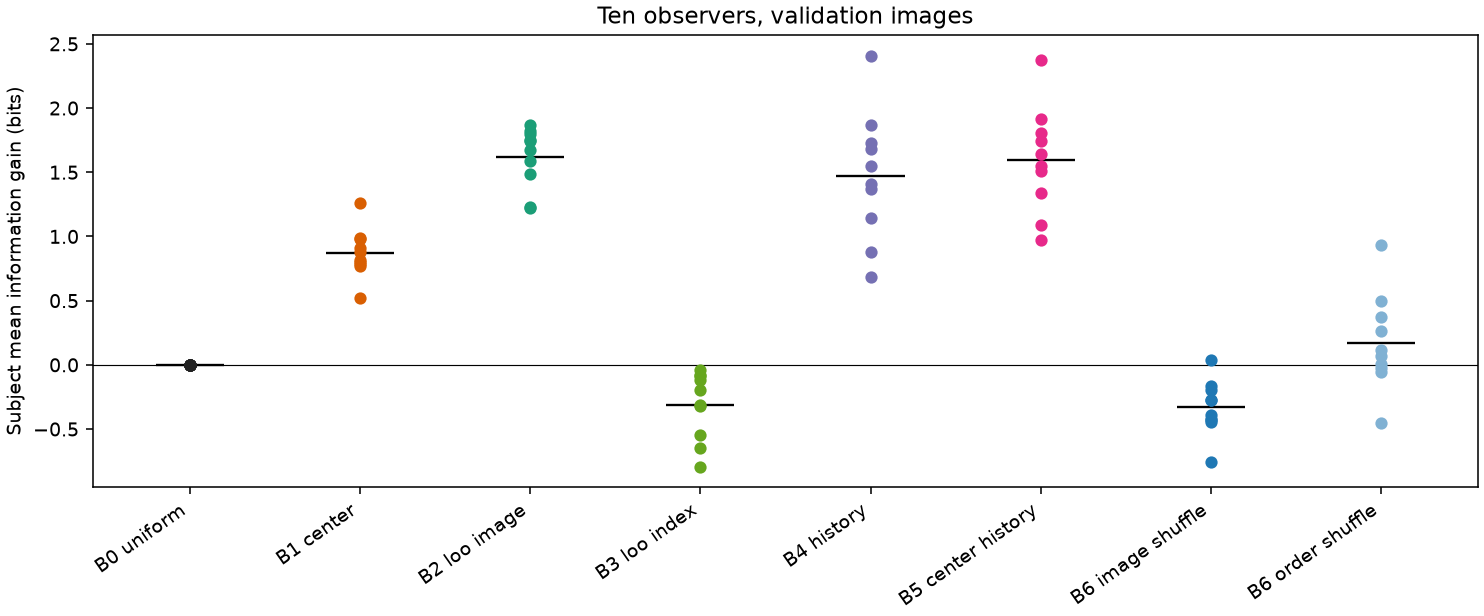 Ten observers, validation images
Subject mean information gain (bits)
2.5
2.0
1.5
1.0
0.5
0.0
−0.5
B0 uniform
B1 center
B2 loo image
B3 loo index
B4 history
B5 center history
B6 image shuffle
B6 order shuffle